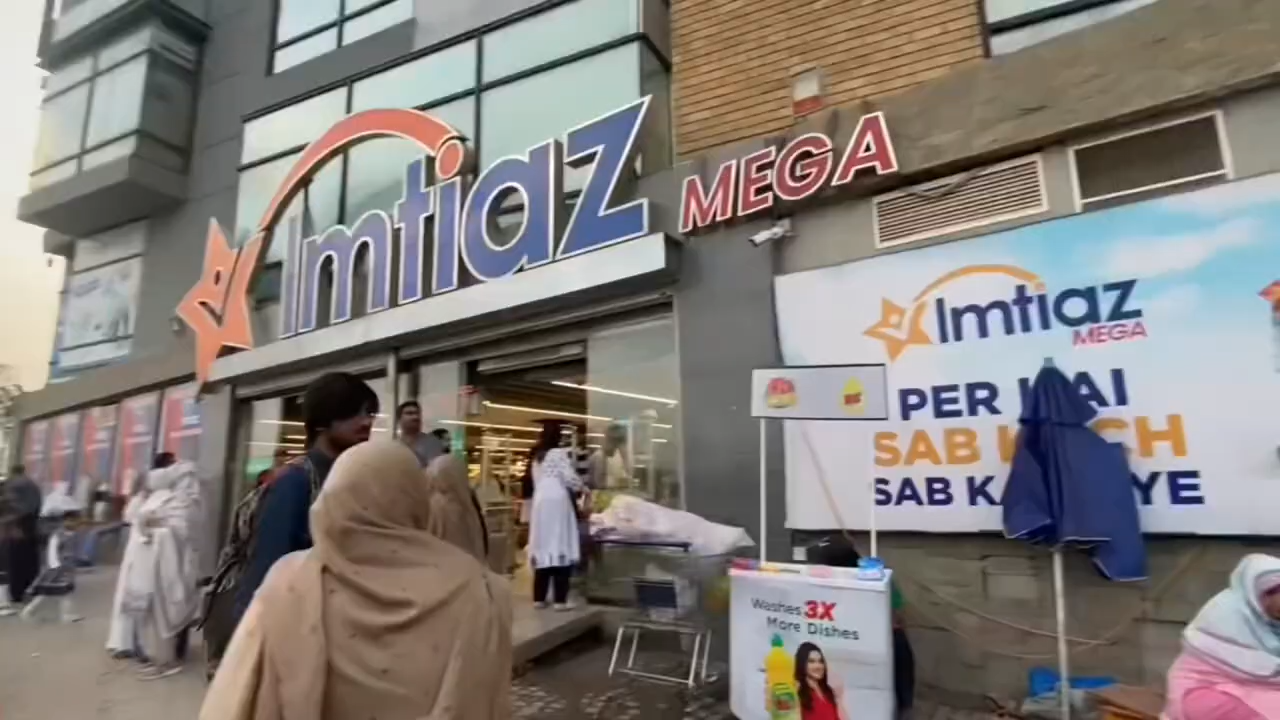 Imtiaz MEGA
Imtiaz
MEGA
PER
SAB
SAB
Washes 3X
More Dishes